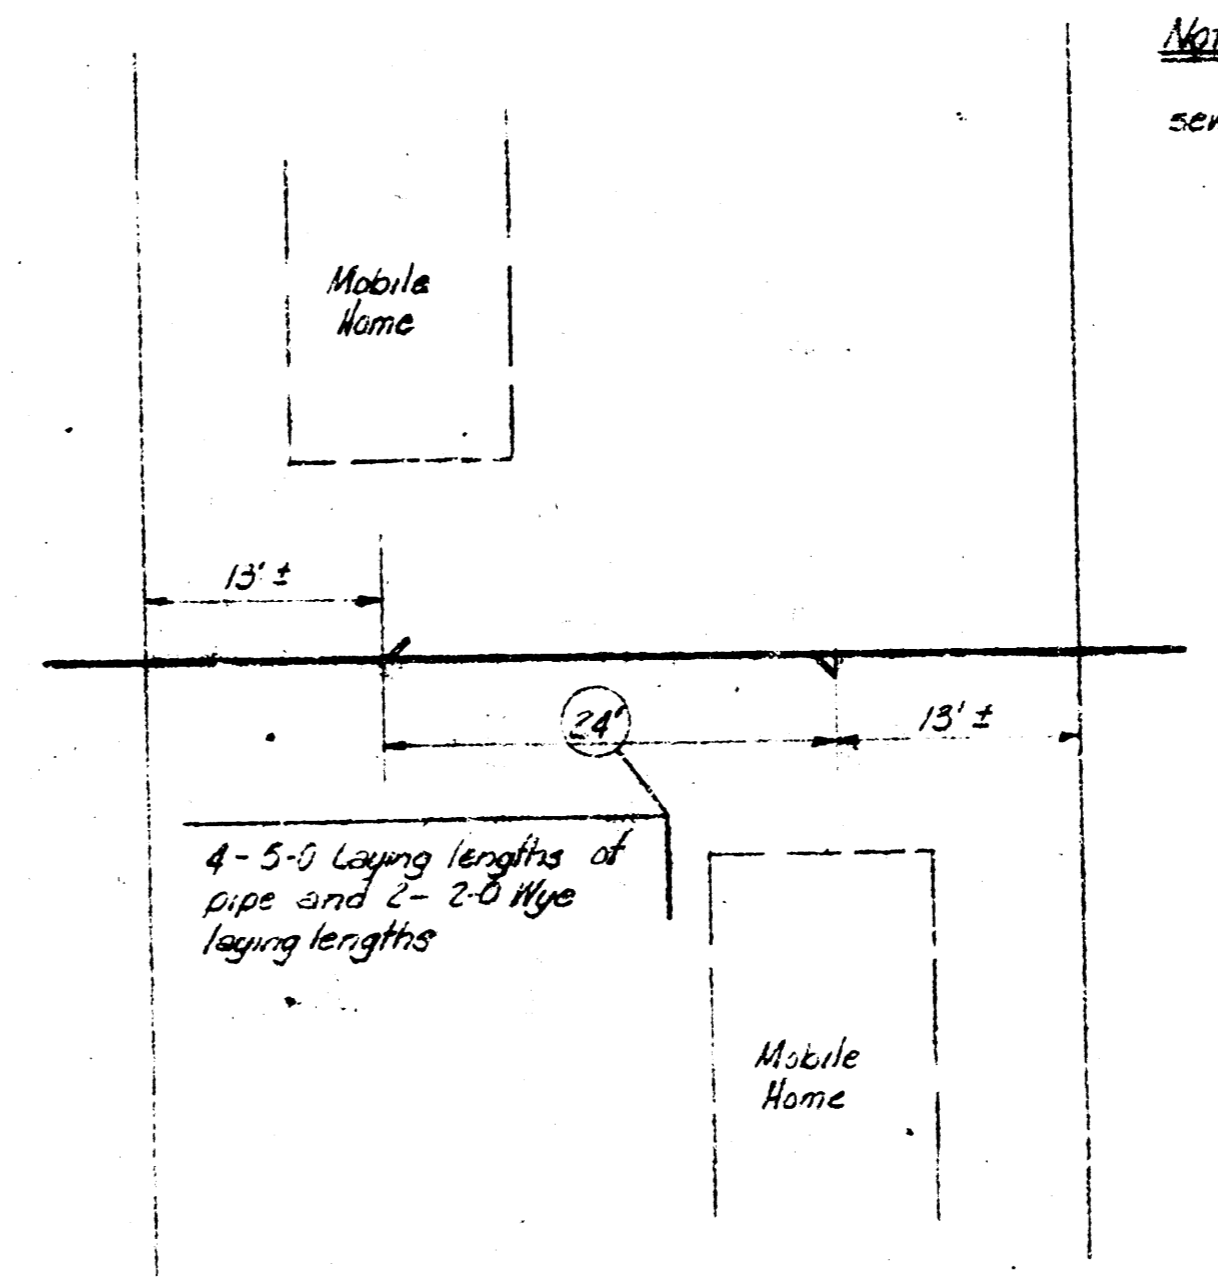 Mobile
Home
13' ±
24'
13' ±
4 - 5-0 Laying lengths of
pipe and 2 - 2-0 Wye
laying lengths
Mobile
Home